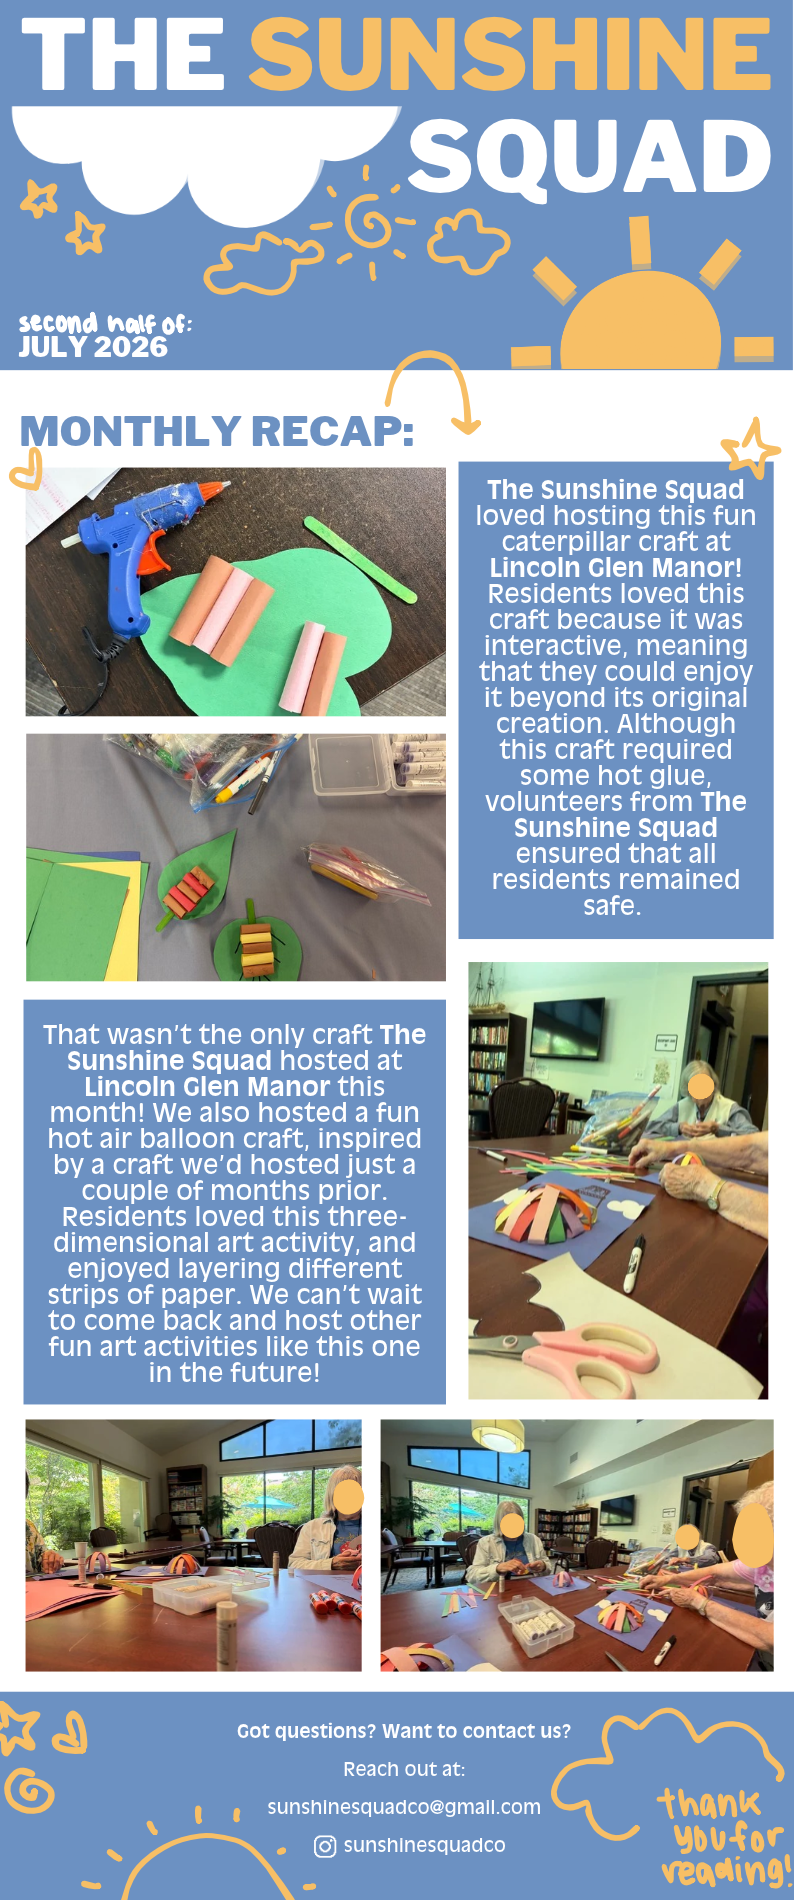 THE SUNSHINE
SQUAD
second half of:
JULY 2026
MONTHLY RECAP:
The Sunshine Squad
loved hosting this fun
caterpillar craft at
Lincoln Glen Manor!
Residents loved this
craft because it was
interactive, meaning
that they could enjoy
it beyond its original
creation. Although
this craft required
some hot glue,
volunteers from The
Sunshine Squad
ensured that all
residents remained
safe.
That wasn't the only craft The
Sunshine Squad hosted at
Lincoln Glen Manor this
month! We also hosted a fun
hot air balloon craft, inspired
by a craft we'd hosted just a
couple of months prior.
Residents loved this three-
dimensional art activity, and
enjoyed layering different
strips of paper. We can't wait
to come back and host other
fun art activities like this one
in the future!
Got questions? Want to contact us?
Reach out at:
sunshinesquadco@gmail.com
sunshinesquadco
thank
you for
reading!